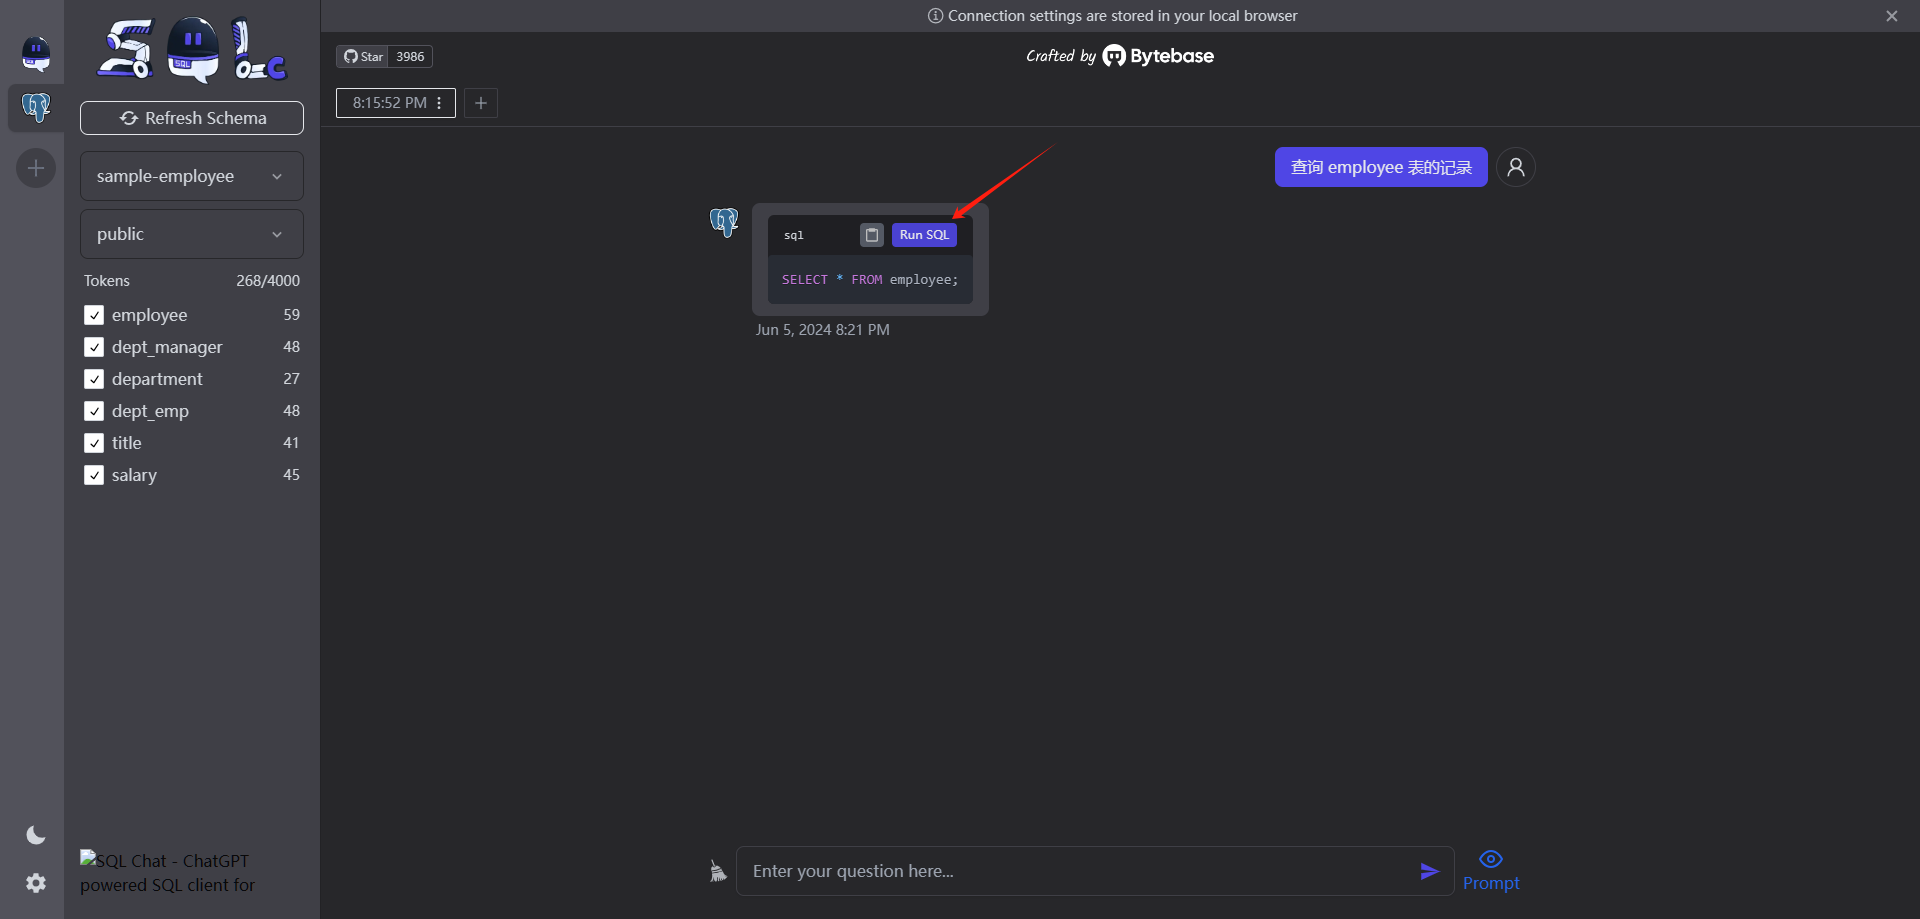 Connection settings are stored in your local browser
SQL
Star 3986
Crafted by Bytebase
Refresh Schema
8:15:52 PM
sample-employee
public
Tokens 268/4000
employee 59
dept_manager 48
department 27
dept_emp 48
title 41
salary 45
查询 employee 表的记录
sql Run SQL
SELECT * FROM employee;
Jun 5, 2024 8:21 PM
SQL Chat - ChatGPT
powered SQL client for
Enter your question here...
Prompt